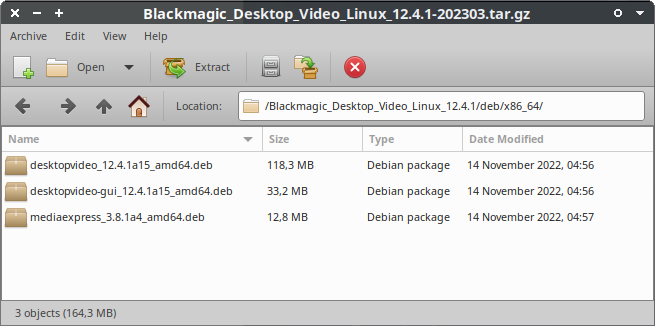 Blackmagic_Desktop_Video_Linux_12.4.1-202303.tar.gz
Archive Edit View Help
Open Extract
Location: /Blackmagic_Desktop_Video_Linux_12.4.1/deb/x86_64/
Name Size Type Date Modified
desktopvideo_12.4.1a15_amd64.deb 118,3 MB Debian package 14 November 2022, 04:56
desktopvideo-gui_12.4.1a15_amd64.deb 33,2 MB Debian package 14 November 2022, 04:56
mediaexpress_3.8.1a4_amd64.deb 12,8 MB Debian package 14 November 2022, 04:57
3 objects (164,3 MB)